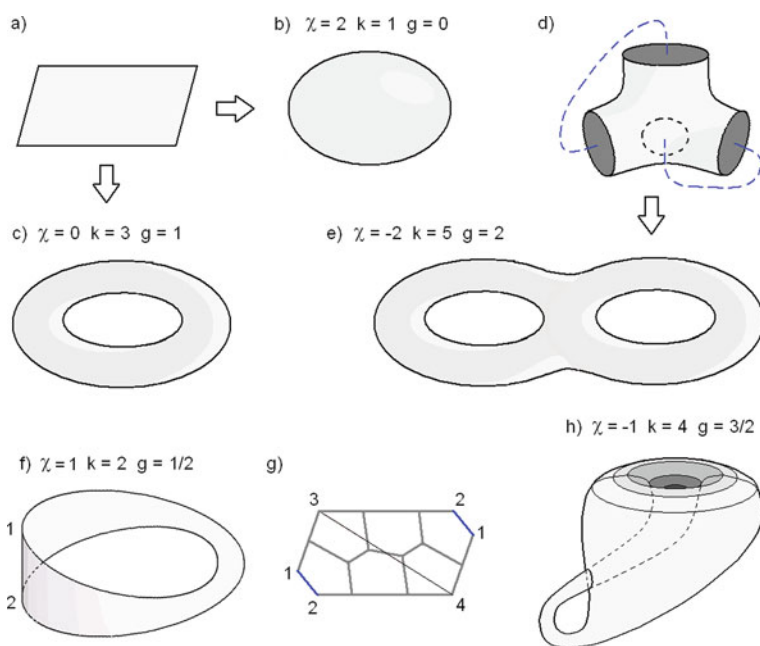 a)
b) χ = 2 k = 1 g = 0
d)
c) χ = 0 k = 3 g = 1
e) χ = -2 k = 5 g = 2
f) χ = 1 k = 2 g = 1/2
1
2
g)
3
2
1
1
2
4
h) χ = -1 k = 4 g = 3/2